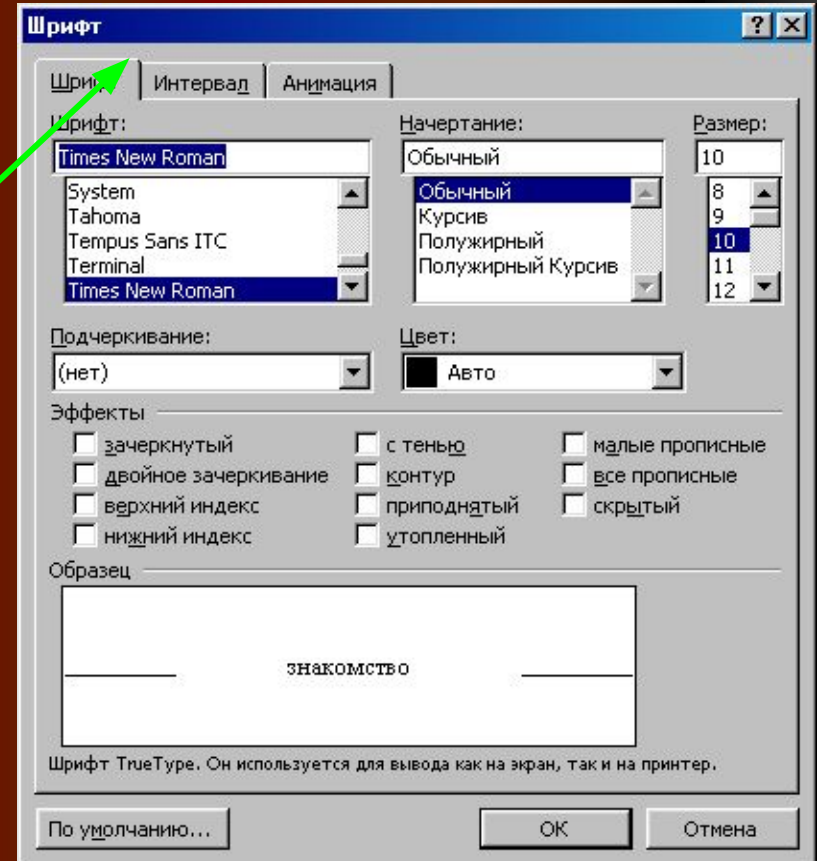 Шрифт
Шрифт Интервал Анимация
Шрифт: Начертание: Размер:
Times New Roman Обычный 10
System Обычный 8
Tahoma Курсив 9
Tempus Sans ITC Полужирный 10
Terminal Полужирный Курсив 11
Times New Roman 12
Подчеркивание: Цвет:
(нет) Авто
Эффекты
зачеркнутый с тенью малые прописные
двойное зачеркивание контур все прописные
верхний индекс приподнятый скрытый
нижний индекс утопленный
Образец
знакомство
Шрифт TrueType. Он используется для вывода как на экран, так и на принтер.
По умолчанию... ОК Отмена